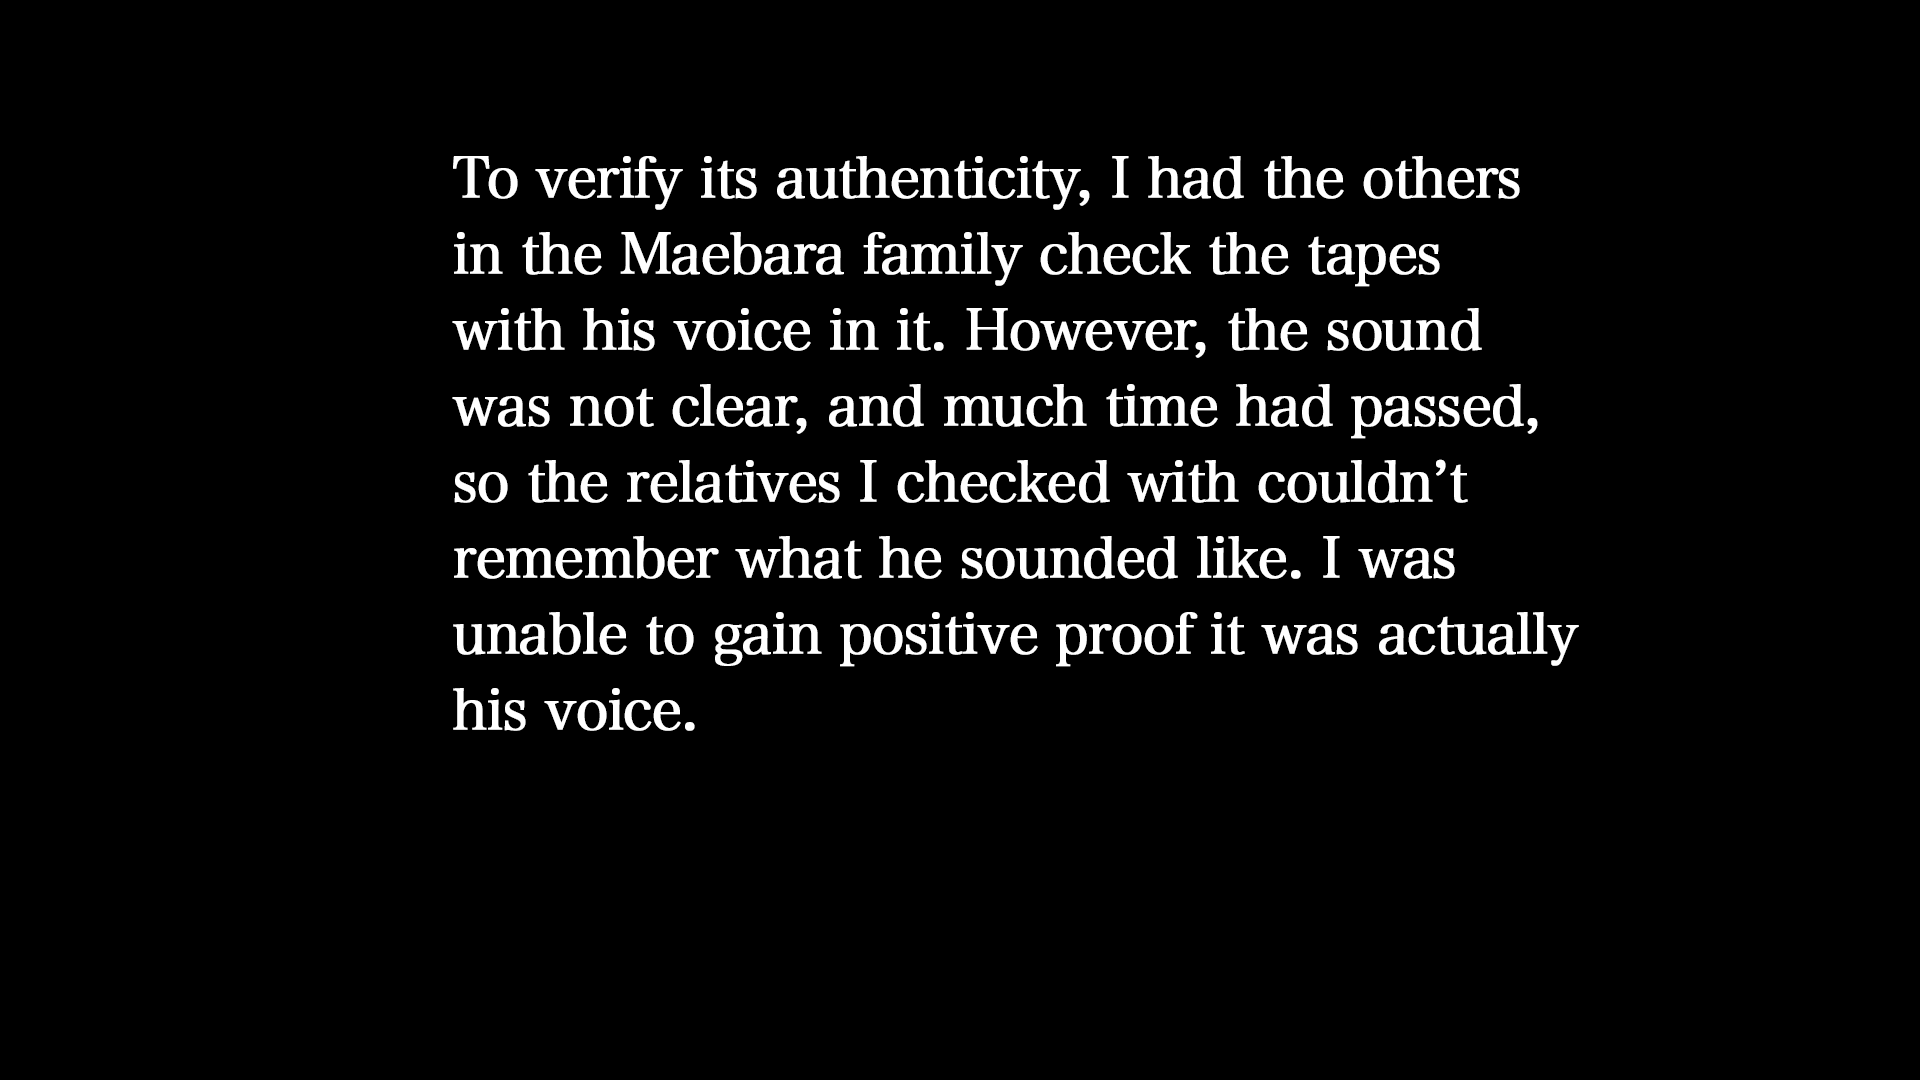 To verify its authenticity, I had the others
in the Maebara family check the tapes
with his voice in it. However, the sound
was not clear, and much time had passed,
so the relatives I checked with couldn’t
remember what he sounded like. I was
unable to gain positive proof it was actually
his voice.